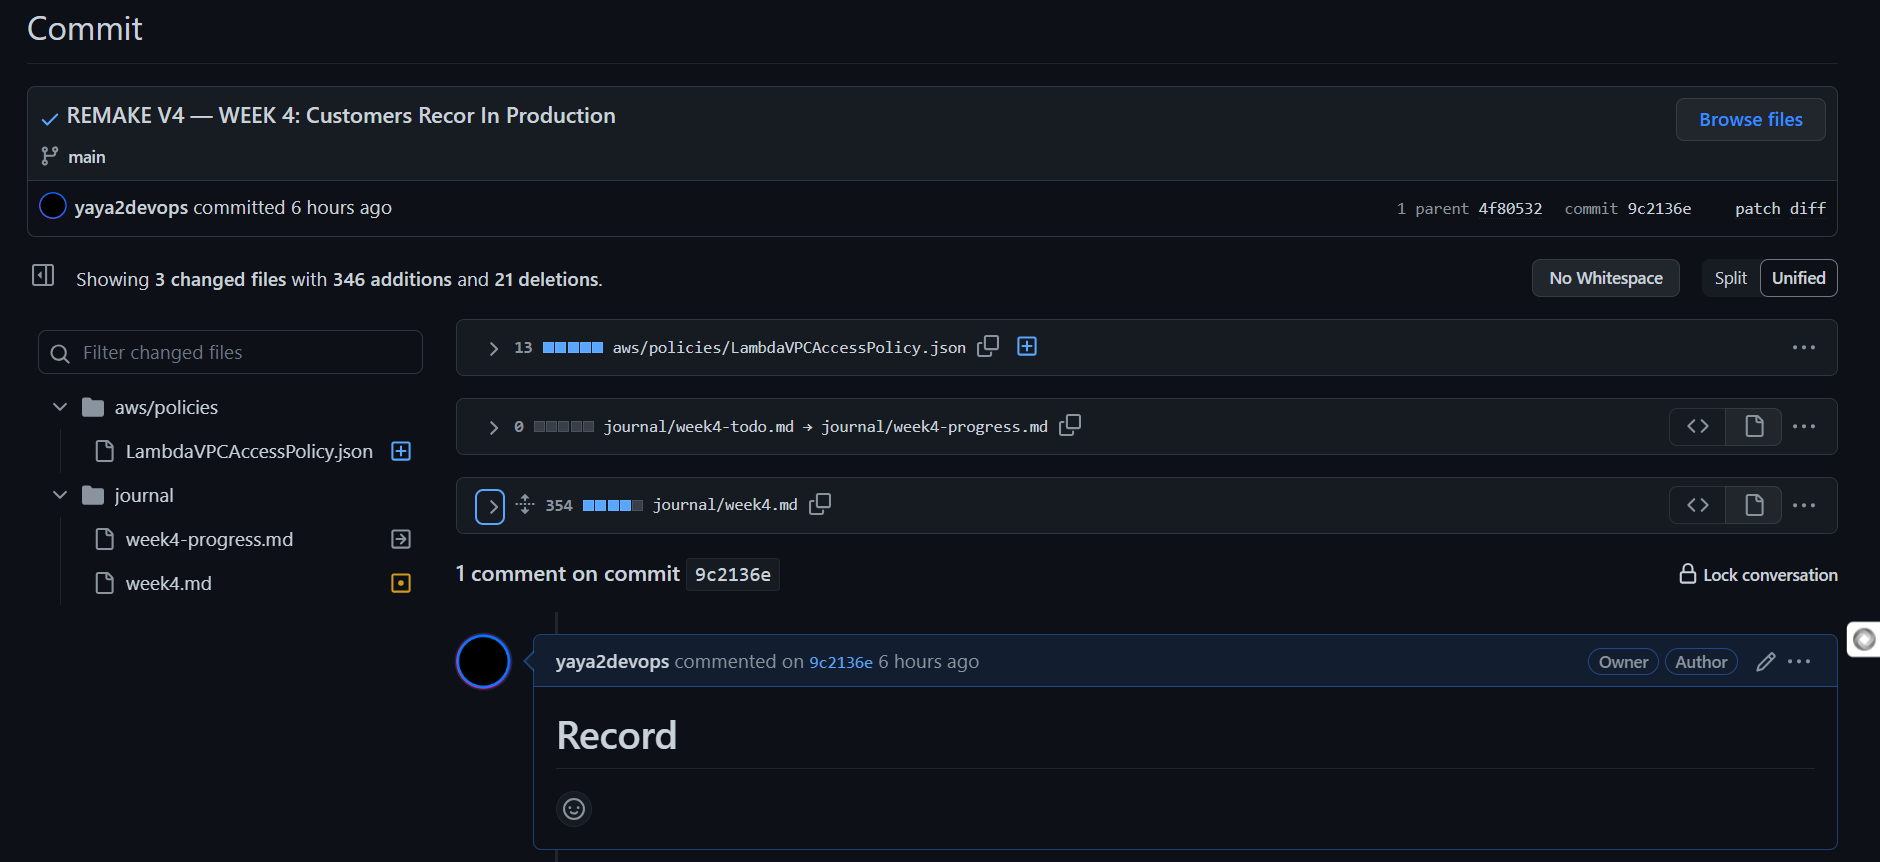 Commit
REMAKE V4 — WEEK 4: Customers Recor In Production
Browse files
main
yaya2devops committed 6 hours ago
1 parent 4f80532 commit 9c2136e patch diff
Showing 3 changed files with 346 additions and 21 deletions.
No Whitespace
Split Unified
Filter changed files
aws/policies
LambdaVPCAccessPolicy.json
journal
week4-progress.md
week4.md
13 aws/policies/LambdaVPCAccessPolicy.json
0 journal/week4-todo.md → journal/week4-progress.md
354 journal/week4.md
1 comment on commit 9c2136e
Lock conversation
yaya2devops commented on 9c2136e 6 hours ago
Owner Author
Record